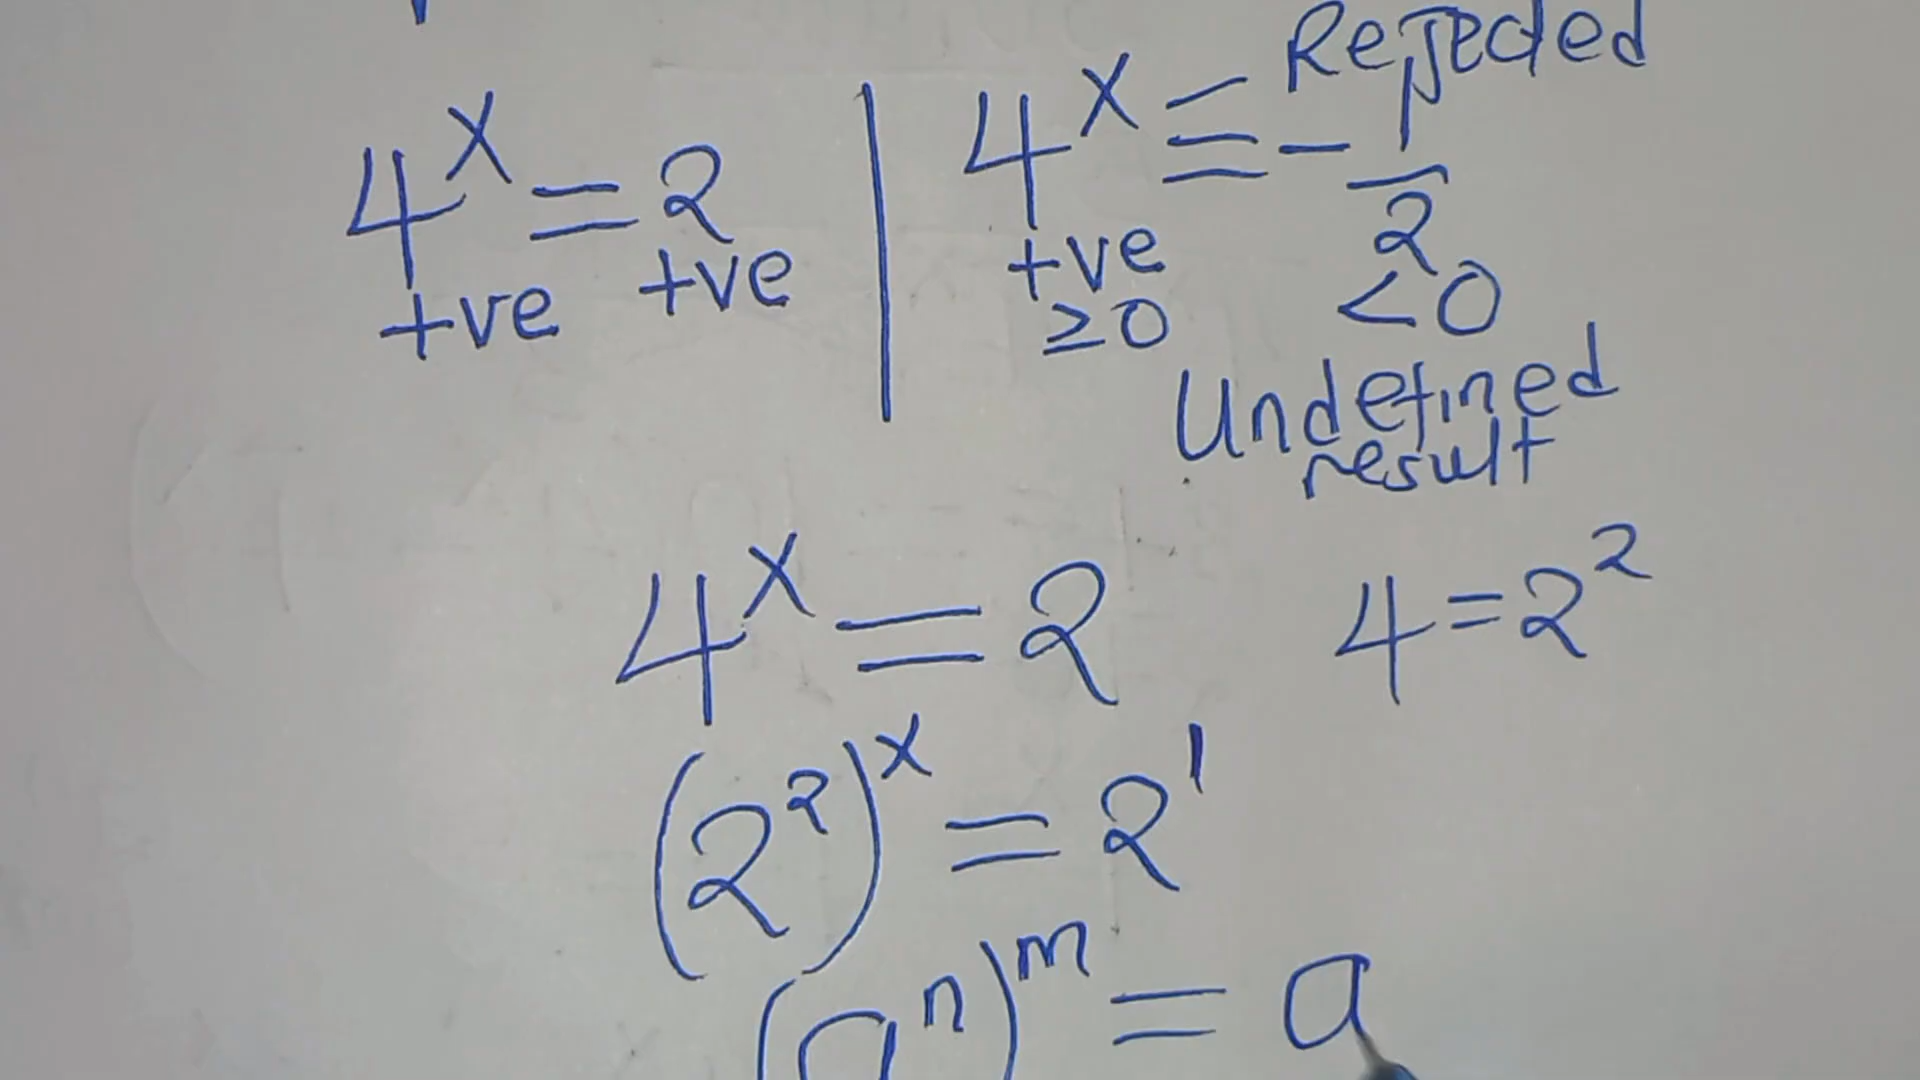 4^x = 2
+ve +ve
Rejected
4^x = -1/2
+ve
≥0 <0
Undefined
result
4^x = 2 4 = 2^2
(2^2)^x = 2^1
(a^n)^m = a